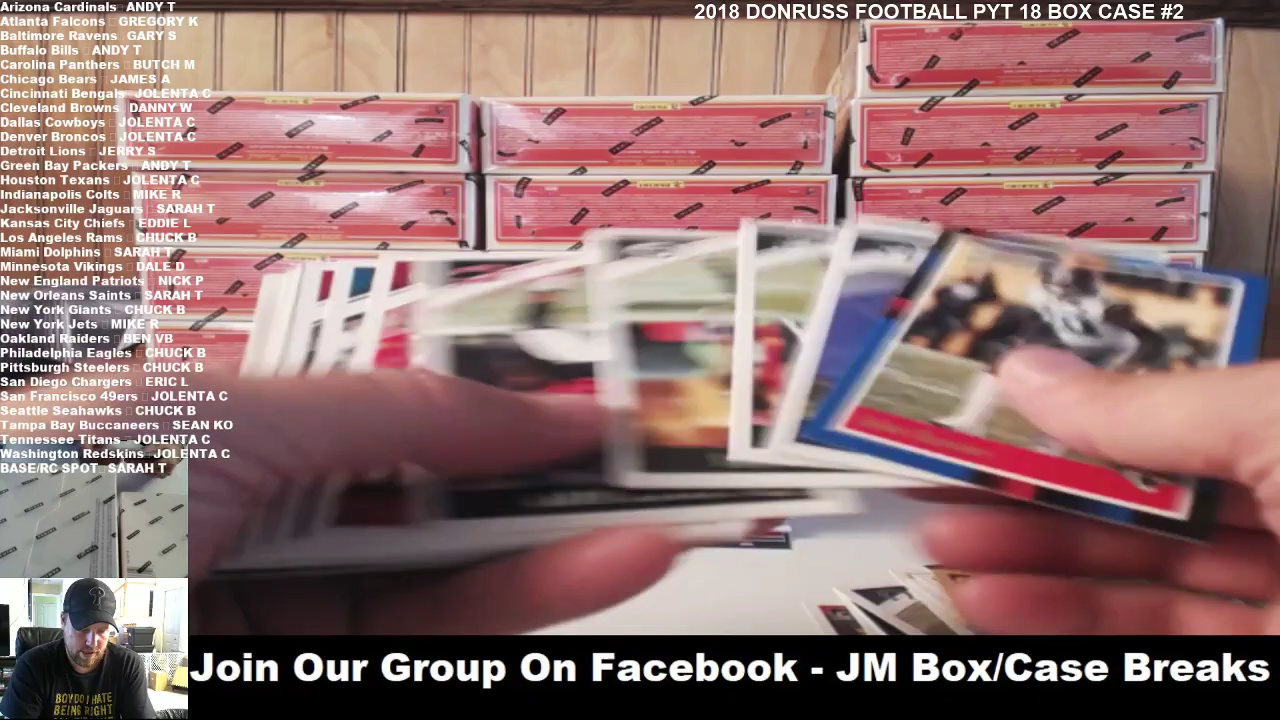 2018 DONRUSS FOOTBALL PYT 18 BOX CASE #2
Arizona Cardinals ANDY T
Atlanta Falcons GREGORY K
Baltimore Ravens GARY S
Buffalo Bills ANDY T
Carolina Panthers BUTCH M
Chicago Bears JAMES A
Cincinnati Bengals JOLENTA C
Cleveland Browns DANNY W
Dallas Cowboys JOLENTA C
Denver Broncos JOLENTA C
Detroit Lions JERRY S
Green Bay Packers ANDY T
Houston Texans JOLENTA C
Indianapolis Colts MIKE R
Jacksonville Jaguars SARAH T
Kansas City Chiefs EDDIE L
Los Angeles Rams CHUCK B
Miami Dolphins SARAH T
Minnesota Vikings DALE D
New England Patriots NICK P
New Orleans Saints SARAH T
New York Giants CHUCK B
New York Jets MIKE R
Oakland Raiders BEN VB
Philadelphia Eagles CHUCK B
Pittsburgh Steelers CHUCK B
San Diego Chargers ERIC L
San Francisco 49ers JOLENTA C
Seattle Seahawks CHUCK B
Tampa Bay Buccaneers SEAN KO
Tennessee Titans JOLENTA C
Washington Redskins JOLENTA C
BASE/RC SPOT SARAH T
BOY DO I HATE
BEING RIGHT
Join Our Group On Facebook - JM Box/Case Breaks